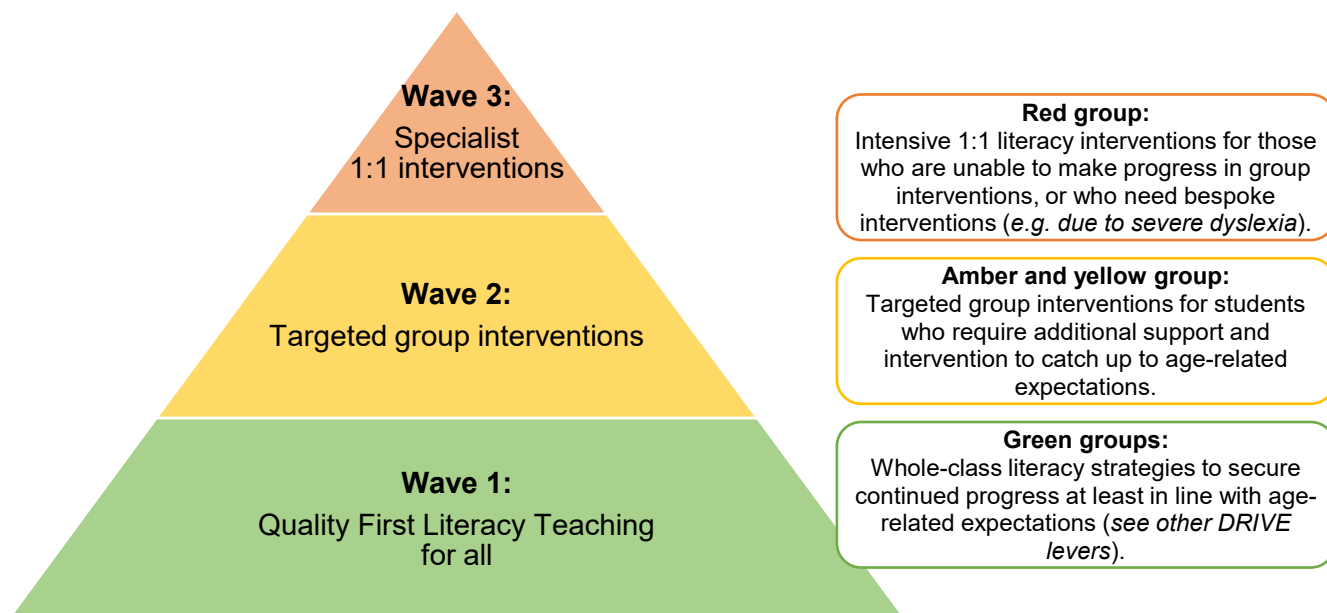 Wave 3:
Specialist
1:1 interventions
Red group:
Intensive 1:1 literacy interventions for those
who are unable to make progress in group
interventions, or who need bespoke
interventions (e.g. due to severe dyslexia).
Wave 2:
Targeted group interventions
Amber and yellow group:
Targeted group interventions for students
who require additional support and
intervention to catch up to age-related
expectations.
Wave 1:
Quality First Literacy Teaching
for all
Green groups:
Whole-class literacy strategies to secure
continued progress at least in line with age-
related expectations (see other DRIVE
levers).